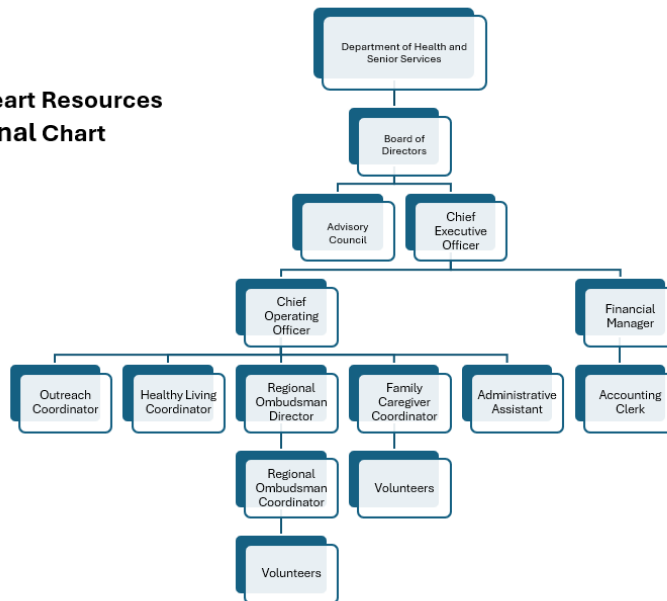 eart Resources
nal Chart
Department of Health and
Senior Services
Board of
Directors
Advisory
Council
Chief
Executive
Officer
Chief
Operating
Officer
Financial
Manager
Outreach
Coordinator
Healthy Living
Coordinator
Regional
Ombudsman
Director
Family
Caregiver
Coordinator
Administrative
Assistant
Accounting
Clerk
Regional
Ombudsman
Coordinator
Volunteers
Volunteers